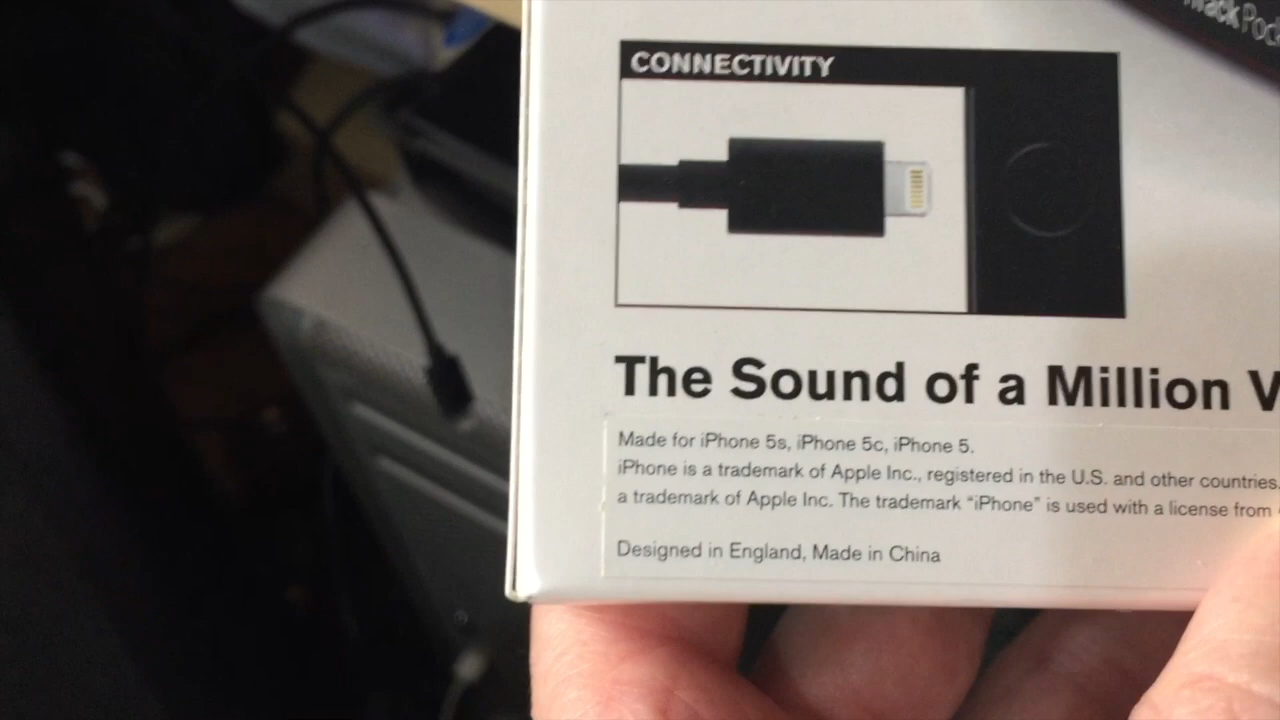 Track
CONNECTIVITY
The Sound of a Million
Made for iPhone 5s, iPhone 5c, iPhone 5.
iPhone is a trademark of Apple Inc., registered in the U.S. and other countries.
a trademark of Apple Inc. The trademark “iPhone” is used with a license from
Designed in England, Made in China